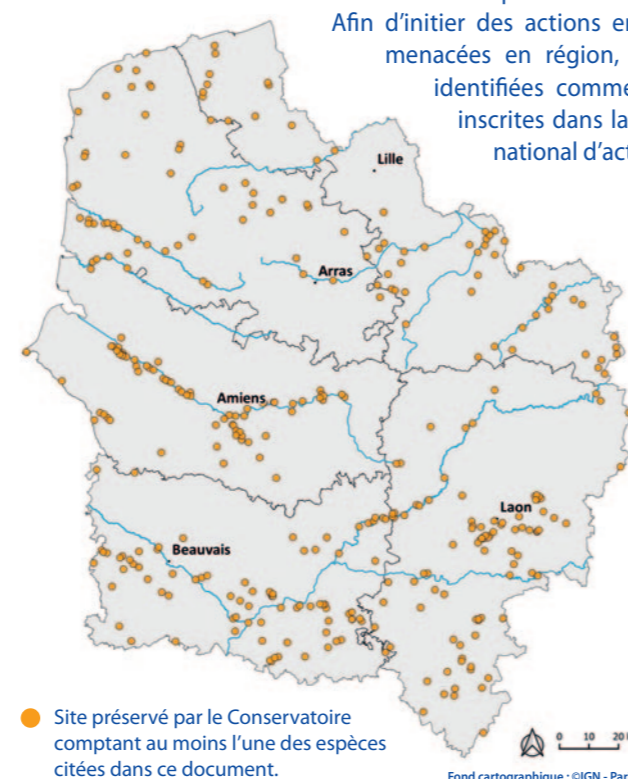 Afin d’initier des actions en
menacées en région,
identifiées comme
inscrites dans la
national d’act
Lille
Arras
Amiens
Laon
Beauvais
Site préservé par le Conservatoire
comptant au moins l’une des espèces
citées dans ce document.
0 10 20
Fond cartographique : ©IGN - Par